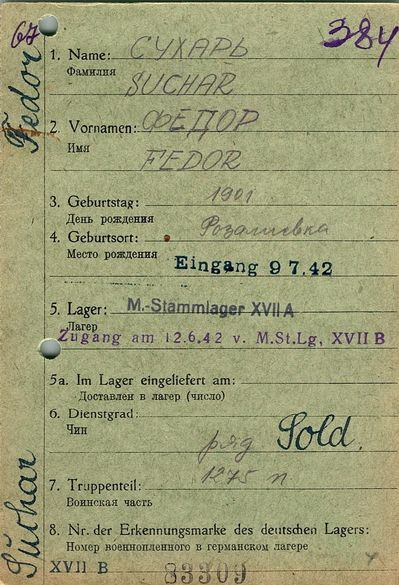 67
384
Fedor
1. Name: СУХАРЬ
Фамилия
SUCHAR
2. Vornamen: ФЕДОР
Имя
FEDOR
3. Geburtstag: 1901
День рождения
4. Geburtsort: Розалиевка
Место рождения
Eingang 9 7. 42
5. Lager: M.-Stammlager XVII A
Лагер
Zugang am 12.6.42 v. M.St.Lg, XVII B
5a. Im Lager eingeliefert am:
Доставлен в лагер (число)
6. Dienstgrad:
Чин
ряд Sold.
1275 п
7. Truppenteil:
Воинская часть
Suchar
8. Nr. der Erkennungsmarke des deutschen Lagers:
Номер военнопленного в германском лагере
XVII B 83309